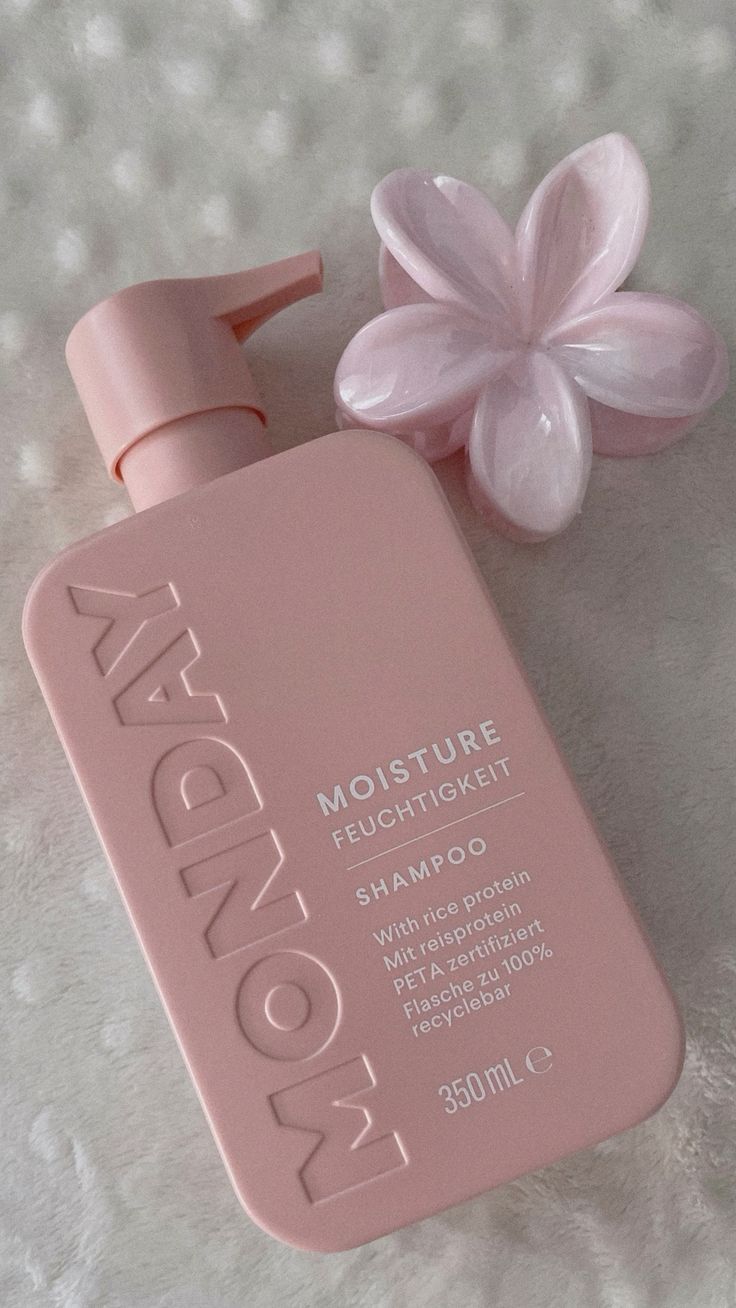 MONDAY
MOISTURE
FEUCHTIGKEIT
SHAMPOO
With rice protein
Mit reisprotein
PETA zertifiziert
Flasche zu 100%
recyclebar
350mL ℮